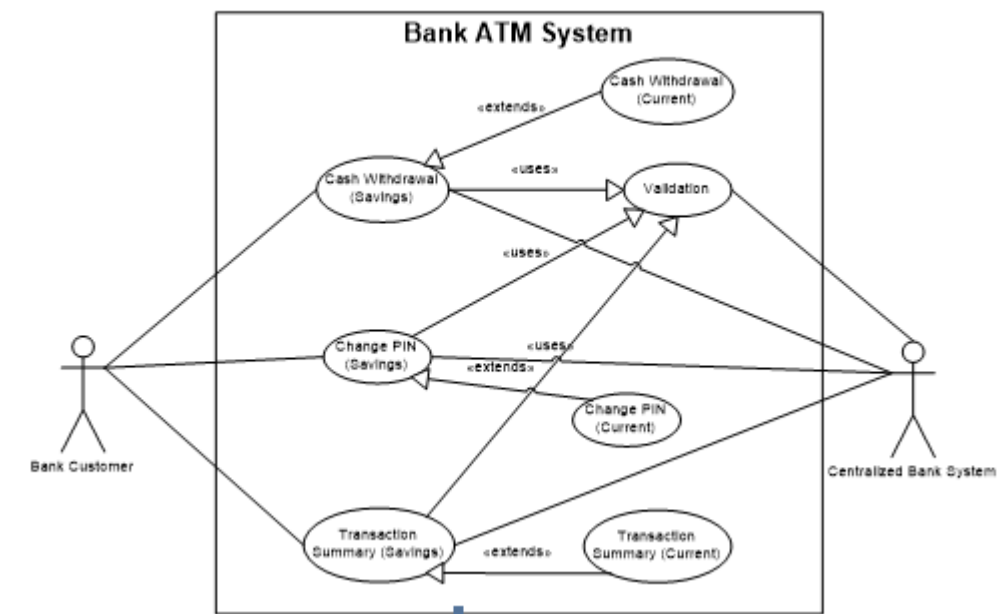 Bank ATM System
Cash Withdrawal
(Current)
«extends»
«uses»
Cash Withdrawal
(Savings)
Validation
«uses»
Change PIN
(Savings)
«uses»
«extends»
Change PIN
(Current)
Bank Customer
Centralized Bank System
Transaction
Summary (Savings)
«extends»
Transaction
Summary (Current)